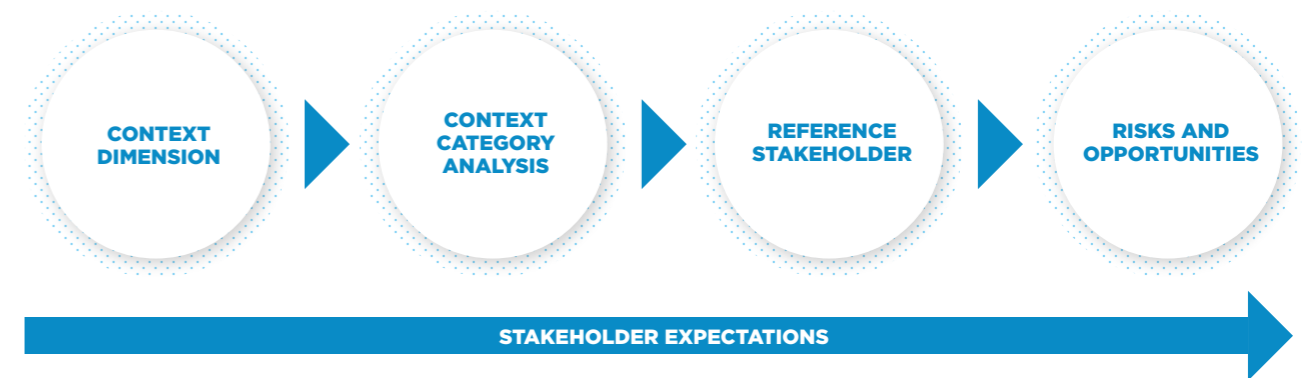 CONTEXT
DIMENSION
CONTEXT
CATEGORY
ANALYSIS
REFERENCE
STAKEHOLDER
RISKS AND
OPPORTUNITIES
STAKEHOLDER EXPECTATIONS